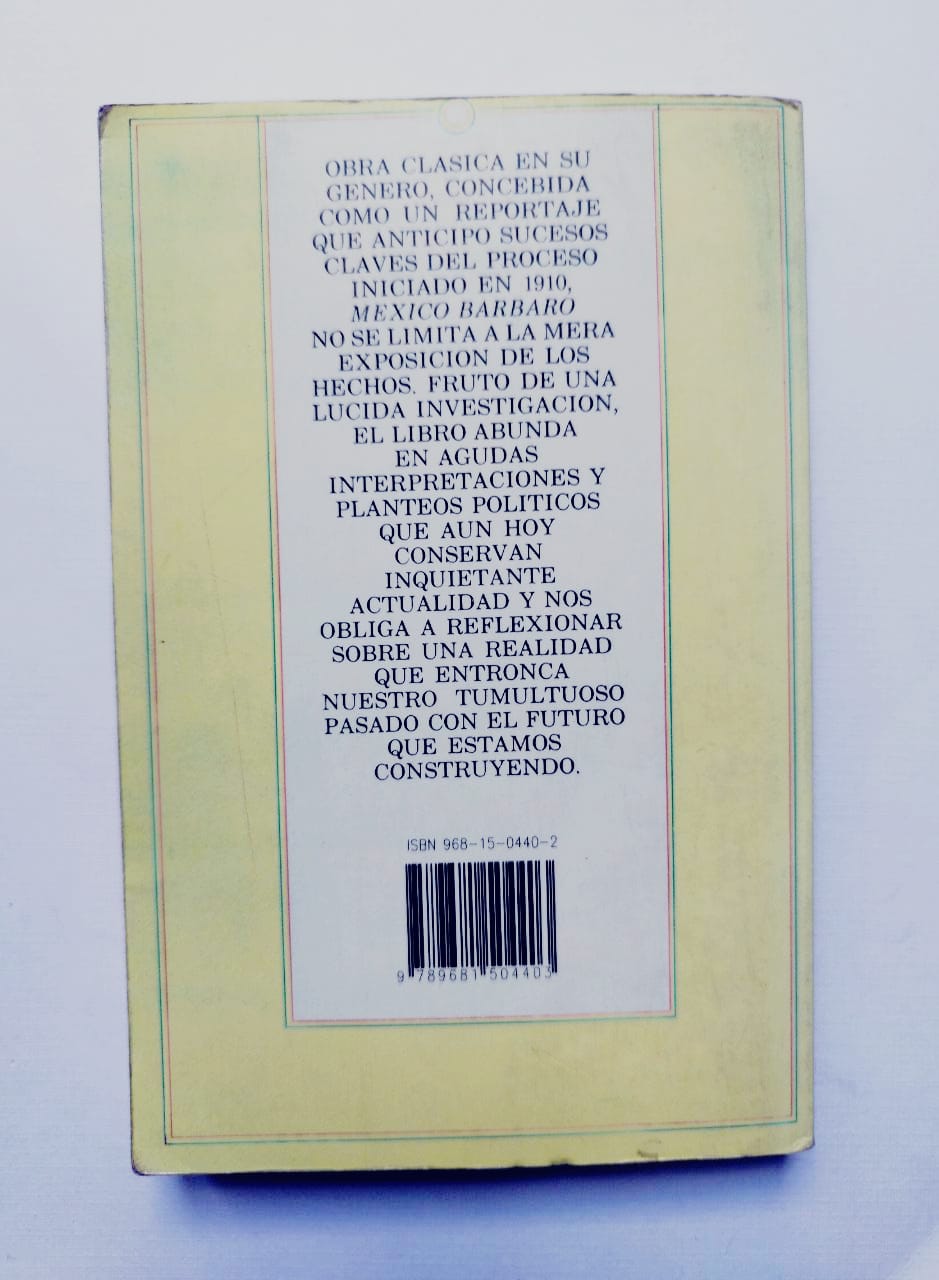 OBRA CLASICA EN SU
GENERO, CONCEBIDA
COMO UN REPORTAJE
QUE ANTICIPO SUCESOS
CLAVES DEL PROCESO
INICIADO EN 1910,
MEXICO BARBARO
NO SE LIMITA A LA MERA
EXPOSICION DE LOS
HECHOS. FRUTO DE UNA
LUCIDA INVESTIGACION,
EL LIBRO ABUNDA
EN AGUDAS
INTERPRETACIONES Y
PLANTEOS POLITICOS
QUE AUN HOY
CONSERVAN
INQUIETANTE
ACTUALIDAD Y NOS
OBLIGA A REFLEXIONAR
SOBRE UNA REALIDAD
QUE ENTRONCA
NUESTRO TUMULTUOSO
PASADO CON EL FUTURO
QUE ESTAMOS
CONSTRUYENDO.
ISBN 968-15-0440-2
9 789681 504403